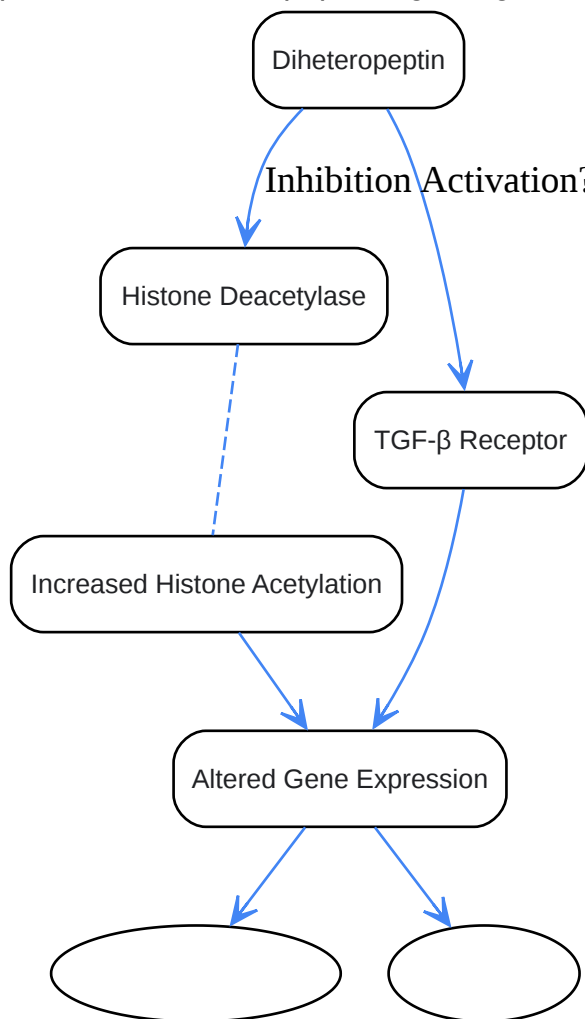 Diheteropeptin
Inhibition Activation?
Histone Deacetylase
TGF-β Receptor
Increased Histone Acetylation
Altered Gene Expression